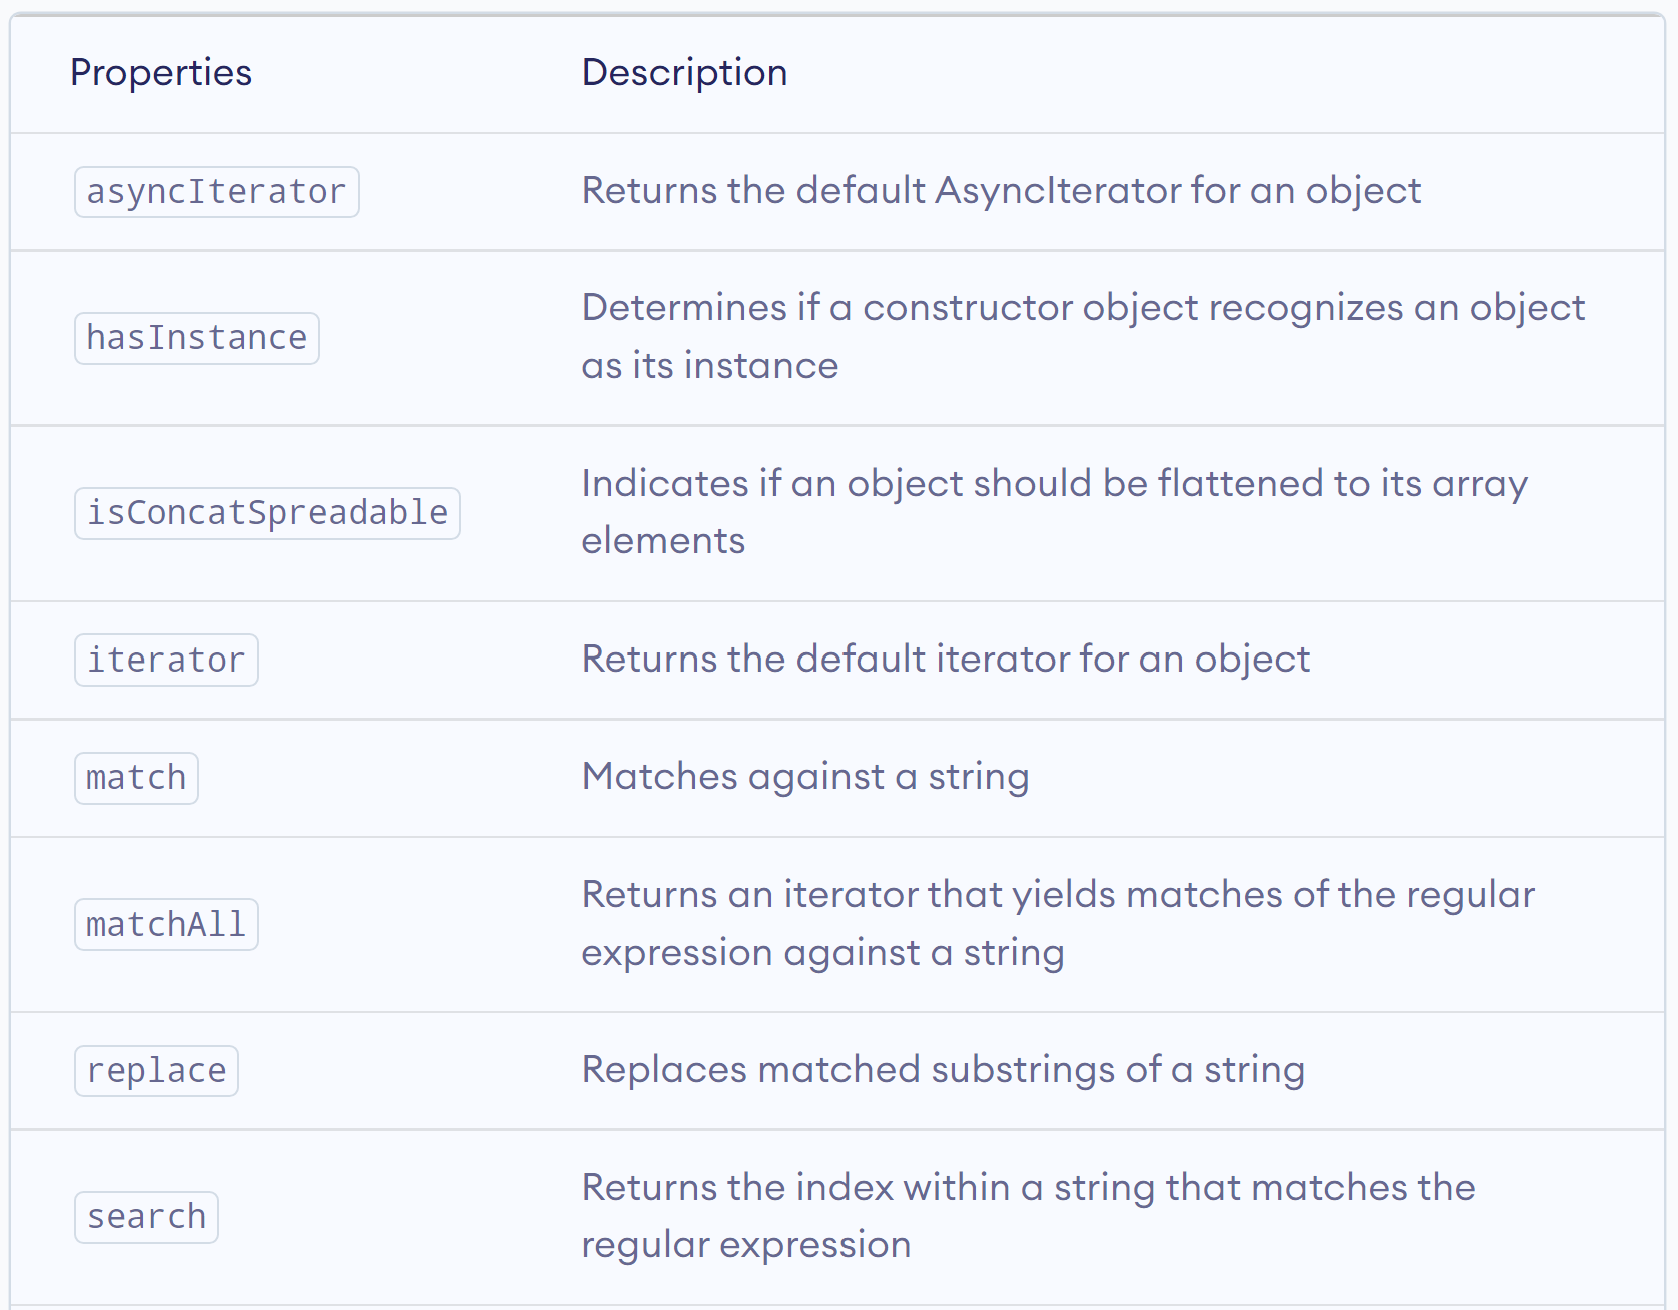 Properties Description
asyncIterator Returns the default AsyncIterator for an object
hasInstance Determines if a constructor object recognizes an object
as its instance
isConcatSpreadable Indicates if an object should be flattened to its array
elements
iterator Returns the default iterator for an object
match Matches against a string
matchAll Returns an iterator that yields matches of the regular
expression against a string
replace Replaces matched substrings of a string
search Returns the index within a string that matches the
regular expression